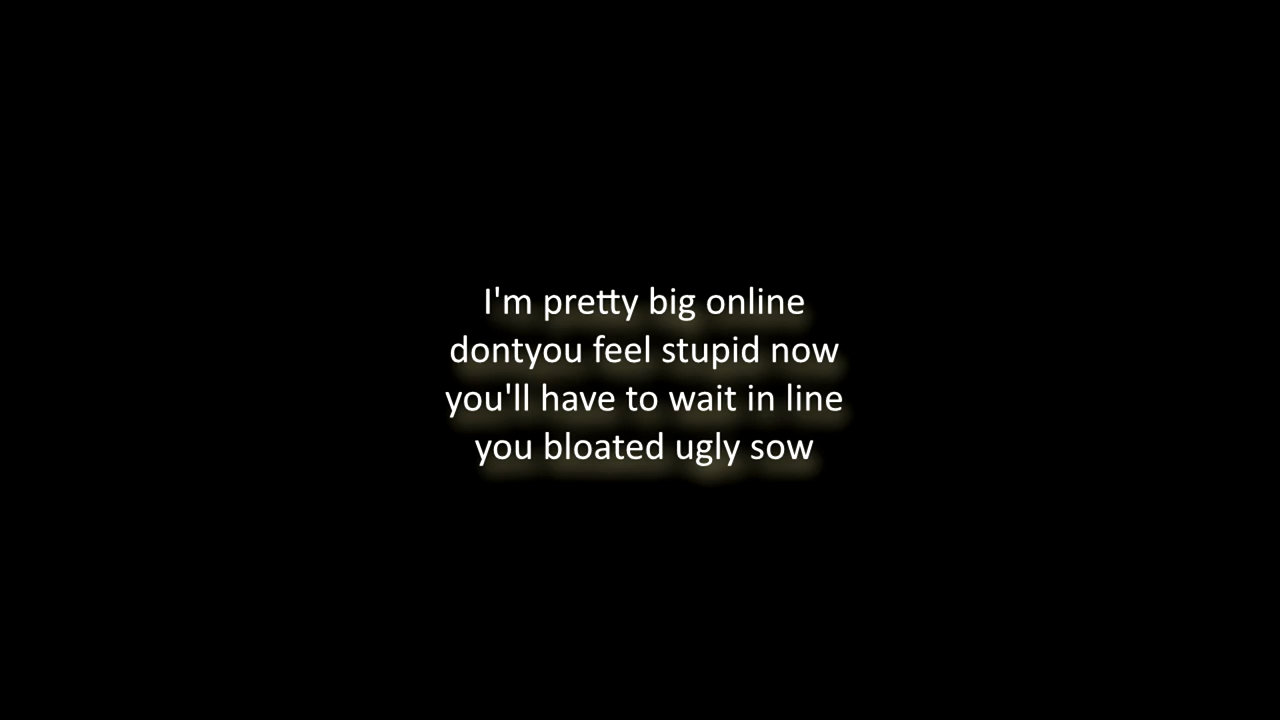 I'm pretty big online
dontyou feel stupid now
you'll have to wait in line
you bloated ugly sow